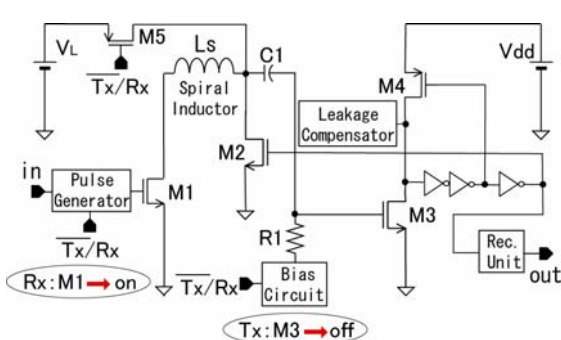 VL
M5
Tx/Rx
Ls
Spiral
Inductor
C1
Vdd
M4
Leakage
Compensator
M2
in
Pulse
Generator
M1
Tx/Rx
M3
R1
Rec.
Unit
out
Rx:M1→on
Tx/Rx
Bias
Circuit
Tx:M3→off